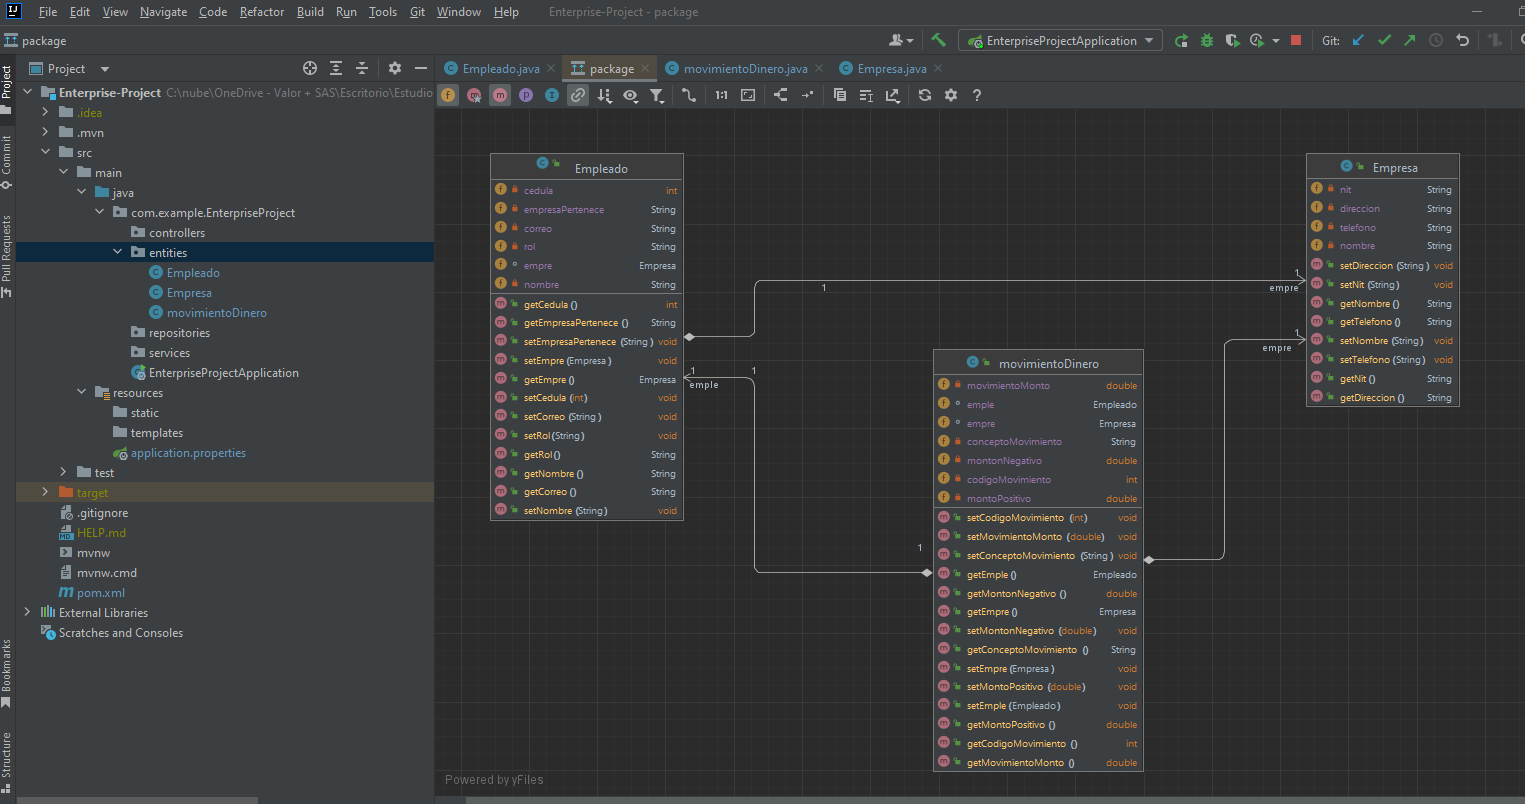 File Edit View Navigate Code Refactor Build Run Tools Git Window Help Enterprise-Project - package
package
EnterpriseProjectApplication
Git:
Project
Commit
Pull Requests
Bookmarks
Structure
Project
Enterprise-Project C:\nube\OneDrive - Valor + SAS\Escritorio\Estudio
.idea
.mvn
src
main
java
com.example.EnterpriseProject
controllers
entities
Empleado
Empresa
movimientoDinero
repositories
services
EnterpriseProjectApplication
resources
static
templates
application.properties
test
target
.gitignore
HELP.md
mvnw
mvnw.cmd
pom.xml
External Libraries
Scratches and Consoles
Empleado.java package movimientoDinero.java Empresa.java
1:1
Empleado
cedula int
empresaPertenece String
correo String
rol String
empre Empresa
nombre String
getCedula () int
getEmpresaPertenece () String
setEmpresaPertenece (String) void
setEmpre (Empresa) void
getEmpre () Empresa
setCedula (int) void
setCorreo (String) void
setRol (String) void
getRol () String
getNombre () String
getCorreo () String
setNombre (String) void
1
1
empre
1
empre
1
emple
1
1
movimientoDinero
movimientoMonto double
emple Empleado
empre Empresa
conceptoMovimiento String
montonNegativo double
codigoMovimiento int
montoPositivo double
setCodigoMovimiento (int) void
setMovimientoMonto (double) void
setConceptoMovimiento (String) void
getEmple () Empleado
getMontonNegativo () double
getEmpre () Empresa
setMontonNegativo (double) void
getConceptoMovimiento () String
setEmpre (Empresa) void
setMontoPositivo (double) void
setEmple (Empleado) void
getMontoPositivo () double
getCodigoMovimiento () int
getMovimientoMonto () double
Empresa
nit String
direccion String
telefono String
nombre String
setDireccion (String) void
setNit (String) void
getNombre () String
getTelefono () String
setNombre (String) void
setTelefono (String) void
getNit () String
getDireccion () String
Powered by yFiles